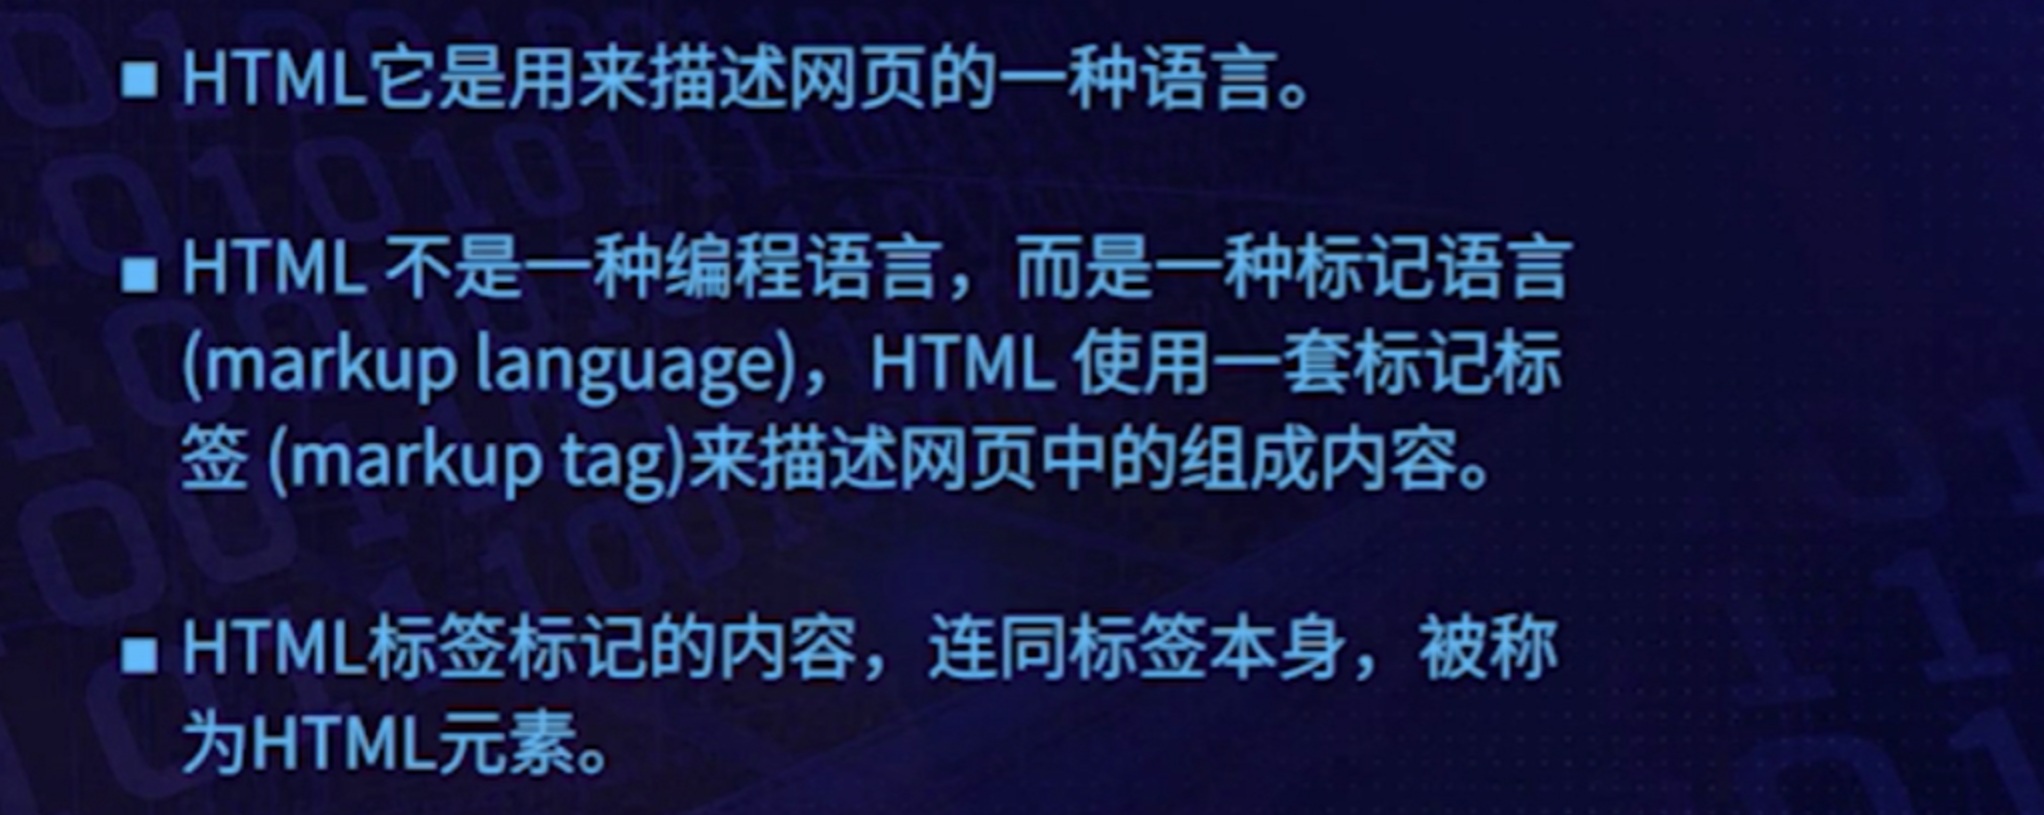 ■ HTML它是用来描述网页的一种语言。
■ HTML 不是一种编程语言，而是一种标记语言
(markup language)，HTML 使用一套标记标
签 (markup tag)来描述网页中的组成内容。
■ HTML标签标记的内容，连同标签本身，被称
为HTML元素。